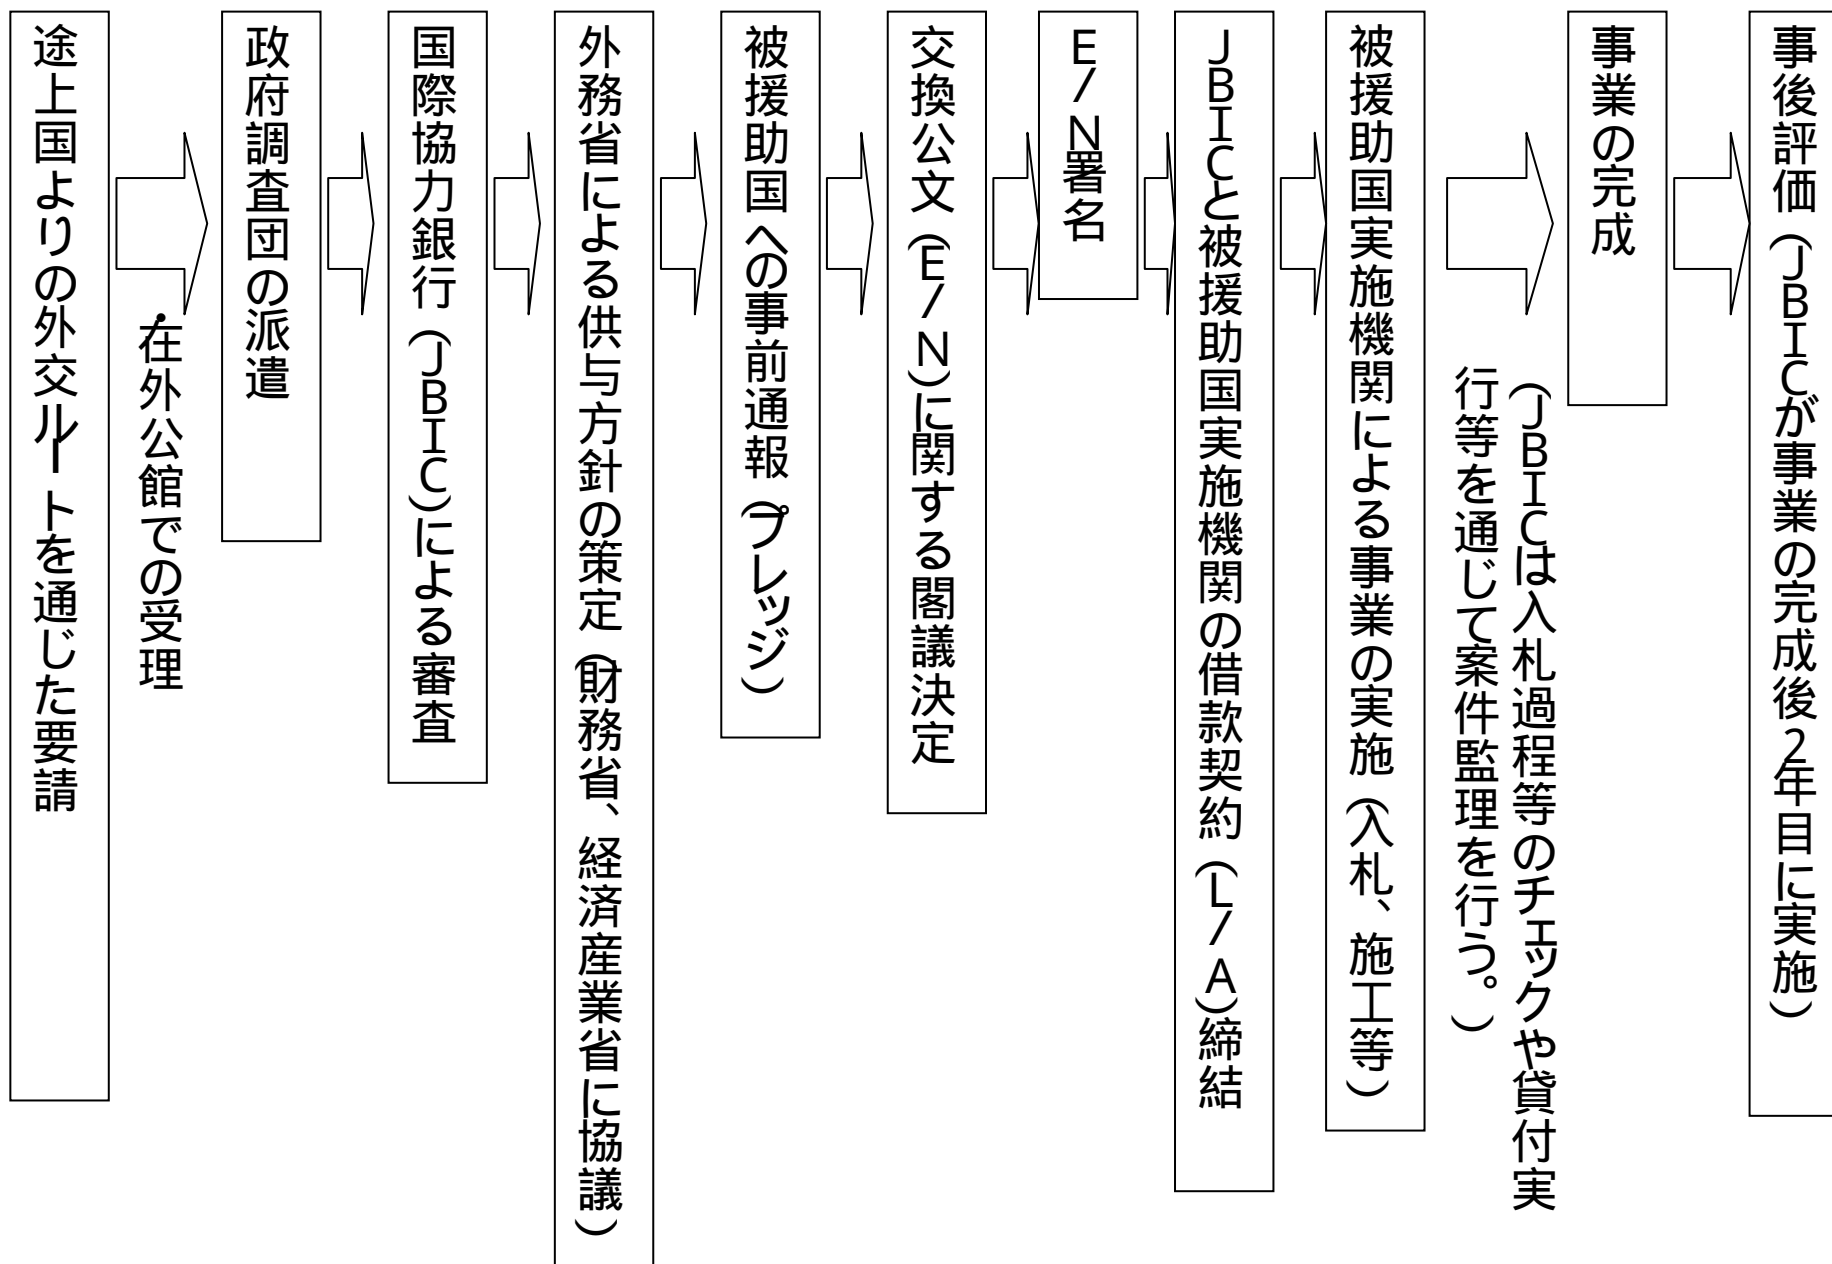 途上国よりの外交ルートを通じた要請
・在外公館での受理
政府調査団の派遣
国際協力銀行(JBIC)による審査
外務省による供与方針の策定(財務省、経済産業省に協議)
被援助国への事前通報(プレッジ)
交換公文(E/N)に関する閣議決定
E/N署名
JBICと被援助国実施機関の借款契約(L/A)締結
被援助国実施機関による事業の実施(入札、施工等)
(JBICは入札過程等のチェックや貸付実
行等を通じて案件監理を行う。)
事業の完成
事後評価(JBICが事業の完成後2年目に実施)